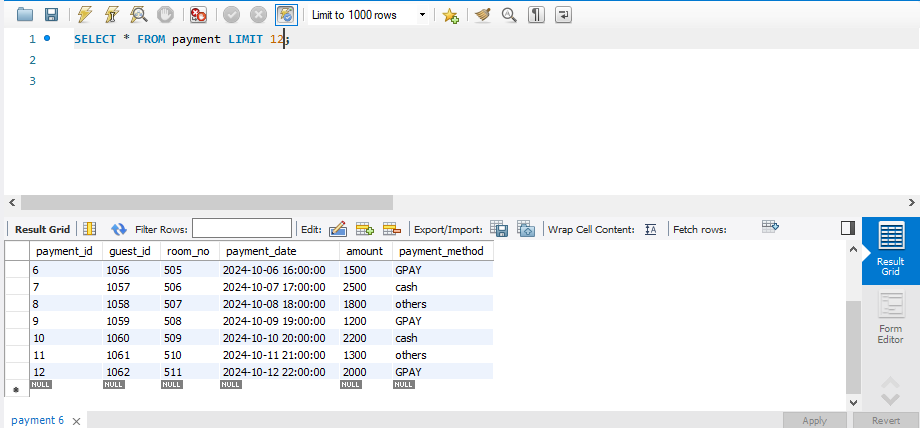 Limit to 1000 rows
1 SELECT * FROM payment LIMIT 12;
2
3
Result Grid Filter Rows: Edit: Export/Import: Wrap Cell Content: IA Fetch rows:
payment_id guest_id room_no payment_date amount payment_method
6 1056 505 2024-10-06 16:00:00 1500 GPAY
7 1057 506 2024-10-07 17:00:00 2500 cash
8 1058 507 2024-10-08 18:00:00 1800 others
9 1059 508 2024-10-09 19:00:00 1200 GPAY
10 1060 509 2024-10-10 20:00:00 2200 cash
11 1061 510 2024-10-11 21:00:00 1300 others
12 1062 511 2024-10-12 22:00:00 2000 GPAY
* NULL NULL NULL NULL NULL NULL
Result
Grid
Form
Editor
payment 6 Apply Revert